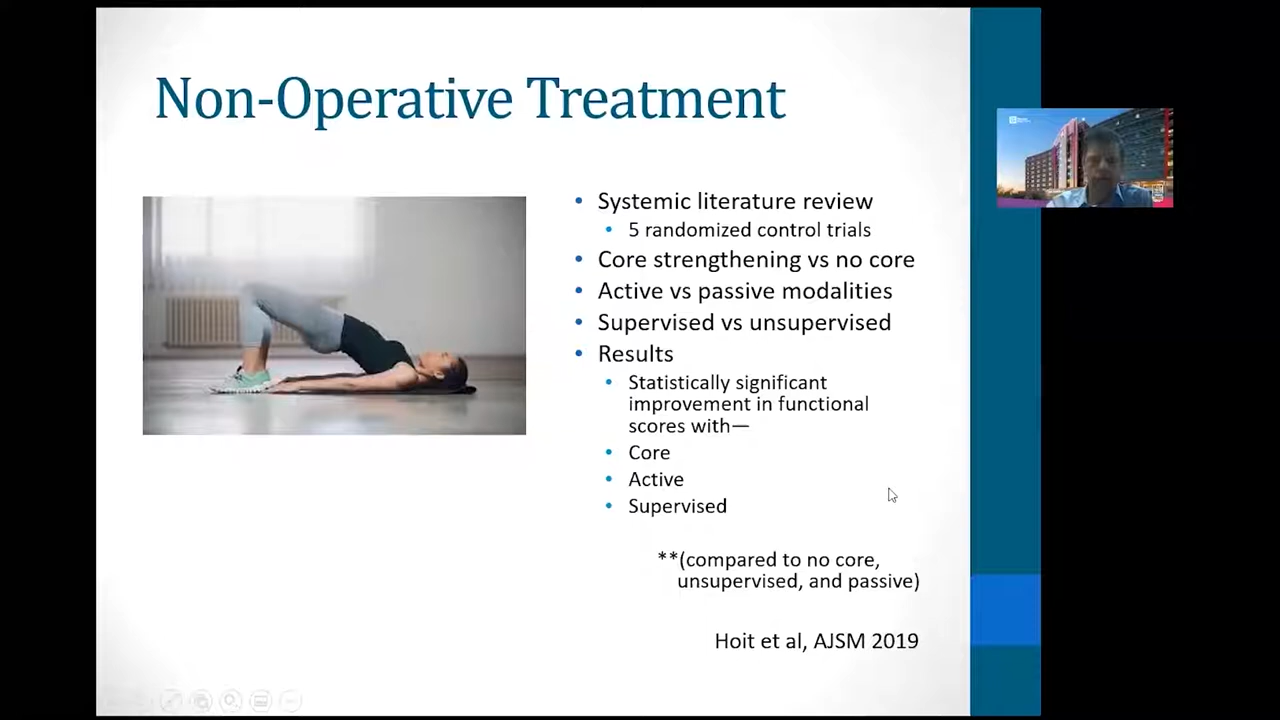 Non-Operative Treatment
Systemic literature review
5 randomized control trials
Core strengthening vs no core
Active vs passive modalities
Supervised vs unsupervised
Results
Statistically significant
improvement in functional
scores with—
Core
Active
Supervised
**(compared to no core,
unsupervised, and passive)
Hoit et al, AJSM 2019